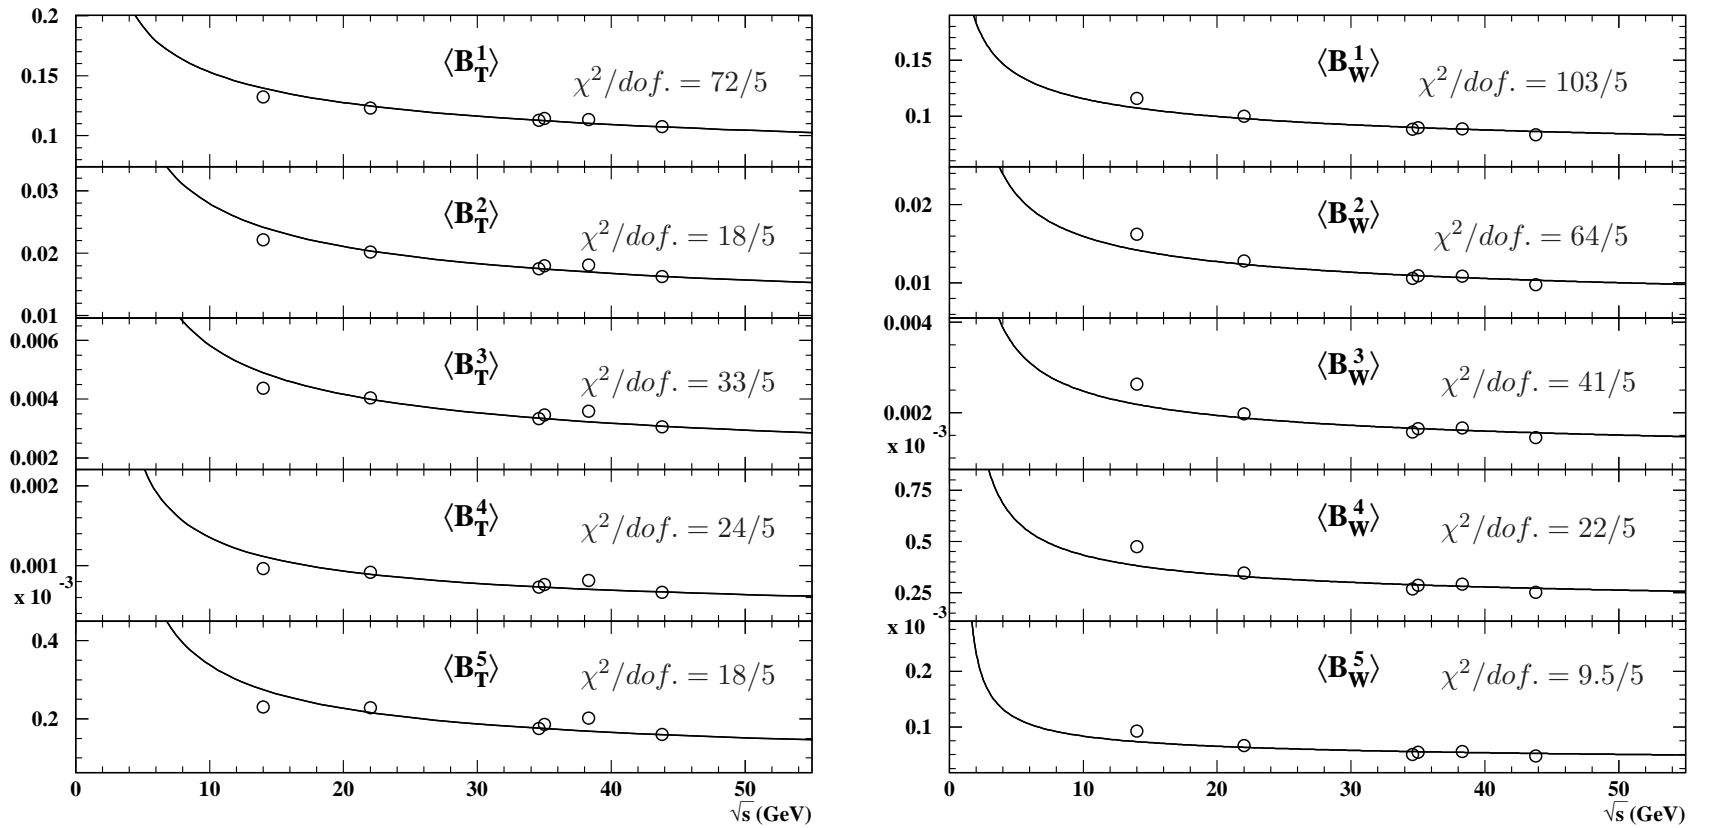 0.2
0.15
0.1
⟨B_T^1⟩
χ²/dof. = 72/5
0.03
0.02
0.01
⟨B_T^2⟩
χ²/dof. = 18/5
0.006
0.004
0.002
⟨B_T^3⟩
χ²/dof. = 33/5
0.002
0.001
x 10^-3
⟨B_T^4⟩
χ²/dof. = 24/5
0.4
0.2
⟨B_T^5⟩
χ²/dof. = 18/5
0 10 20 30 40 50
√s (GeV)
0.15
0.1
⟨B_W^1⟩
χ²/dof. = 103/5
0.02
0.01
⟨B_W^2⟩
χ²/dof. = 64/5
0.004
0.002
x 10^-3
⟨B_W^3⟩
χ²/dof. = 41/5
0.75
0.5
0.25
x 10^-3
⟨B_W^4⟩
χ²/dof. = 22/5
0.2
0.1
⟨B_W^5⟩
χ²/dof. = 9.5/5
0 10 20 30 40 50
√s (GeV)